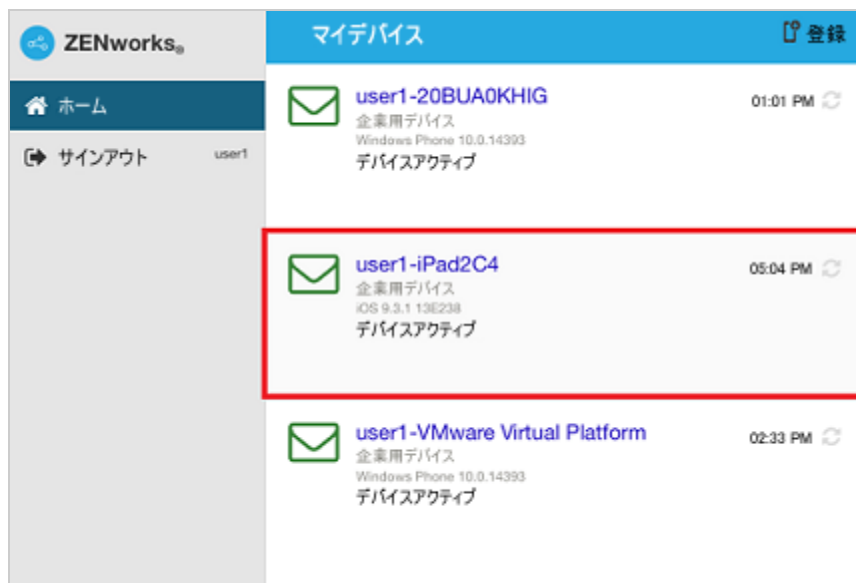 ZENworks®
マイデバイス
登録
ホーム
サインアウト user1
user1-20BUA0KHIG 01:01 PM
企業用デバイス
Windows Phone 10.0.14393
デバイスアクティブ
user1-iPad2C4 05:04 PM
企業用デバイス
iOS 9.3.1 13E238
デバイスアクティブ
user1-VMware Virtual Platform 02:33 PM
企業用デバイス
Windows Phone 10.0.14393
デバイスアクティブ